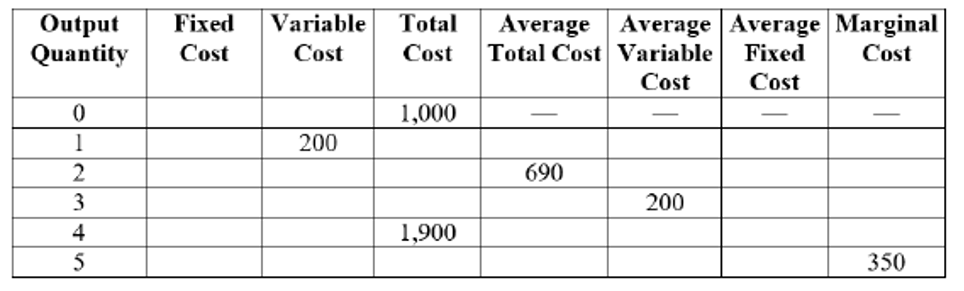 Output Quantity | Fixed Cost | Variable Cost | Total Cost | Average Total Cost | Average Variable Cost | Average Fixed Cost | Marginal Cost
0 | | | 1,000 | — | — | — | —
1 | | 200 | | | | |
2 | | | | 690 | | |
3 | | | | | 200 | |
4 | | | 1,900 | | | |
5 | | | | | | | 350